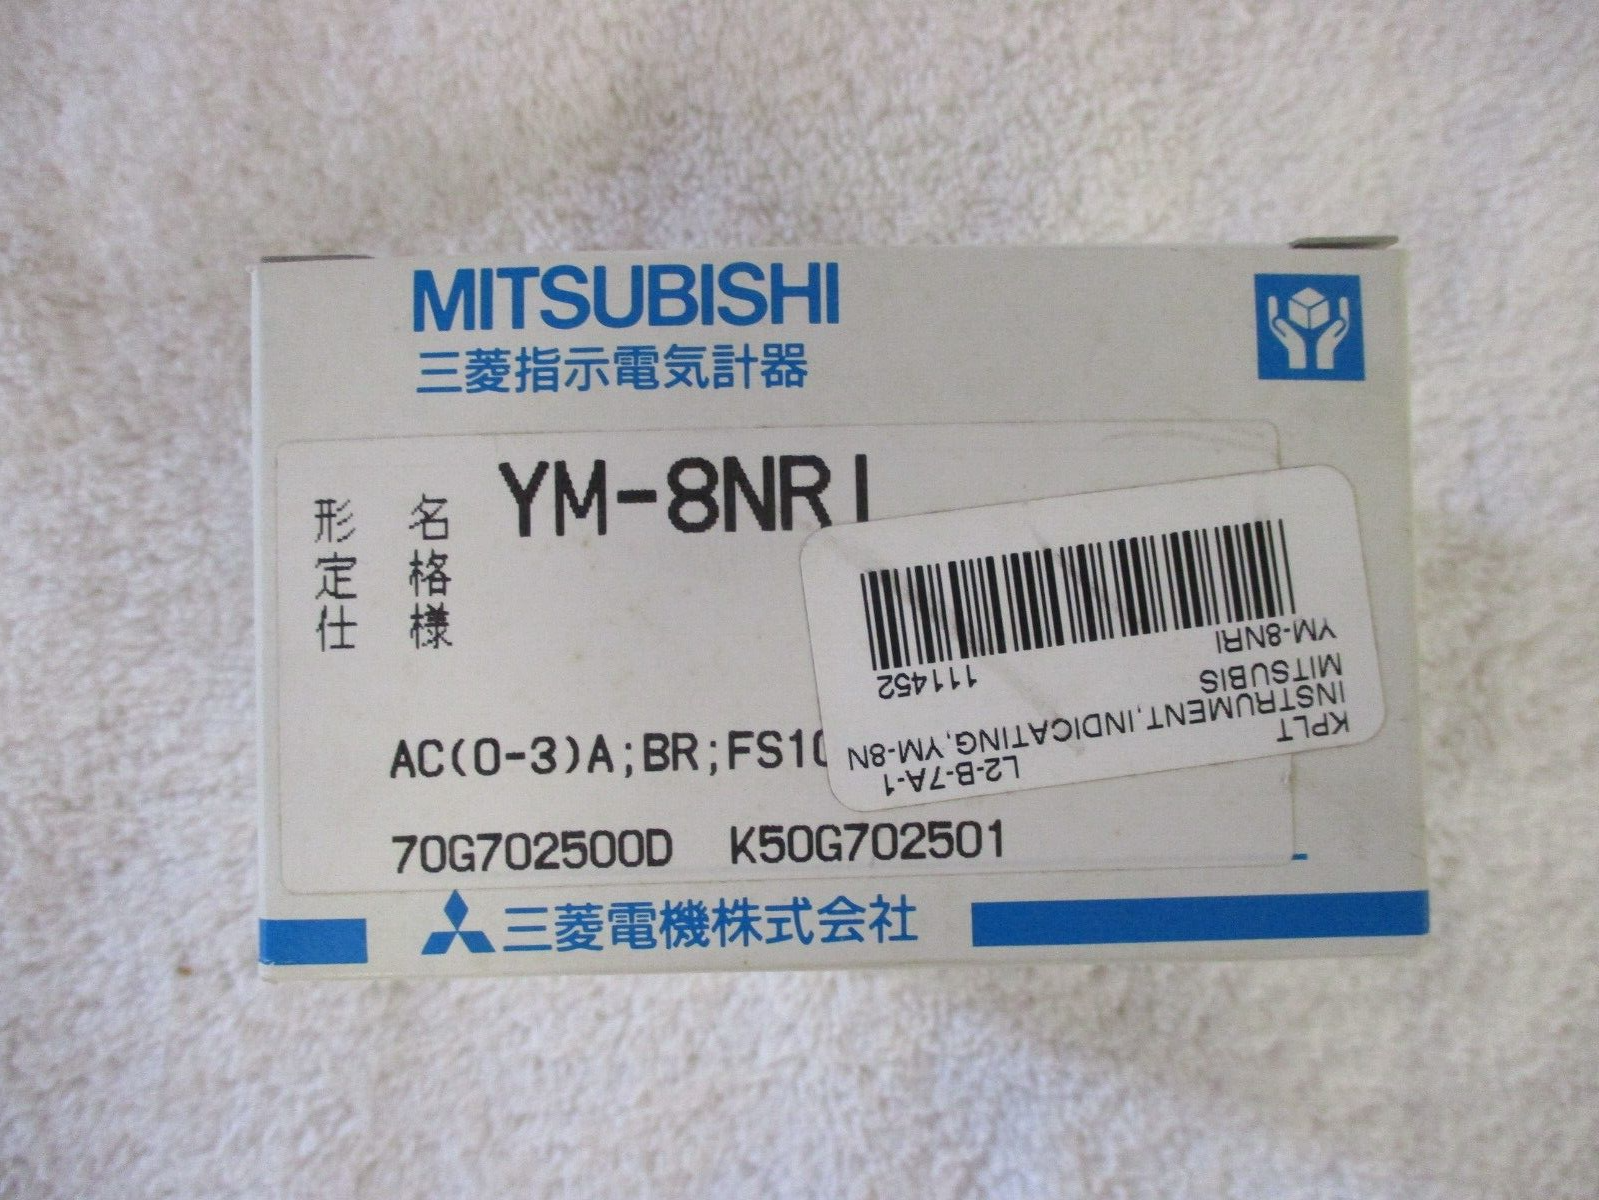 MITSUBISHI
三菱指示電気計器
形名 YM-8NRI
定格
仕様
AC(0-3)A;BR;FS10
70G702500D K50G702501
三菱電機株式会社
L2-B-7A-1
KPLT
INSTRUMENT,INDICATING,YM-8N
MITSUBIS
YM-8NRI
111452